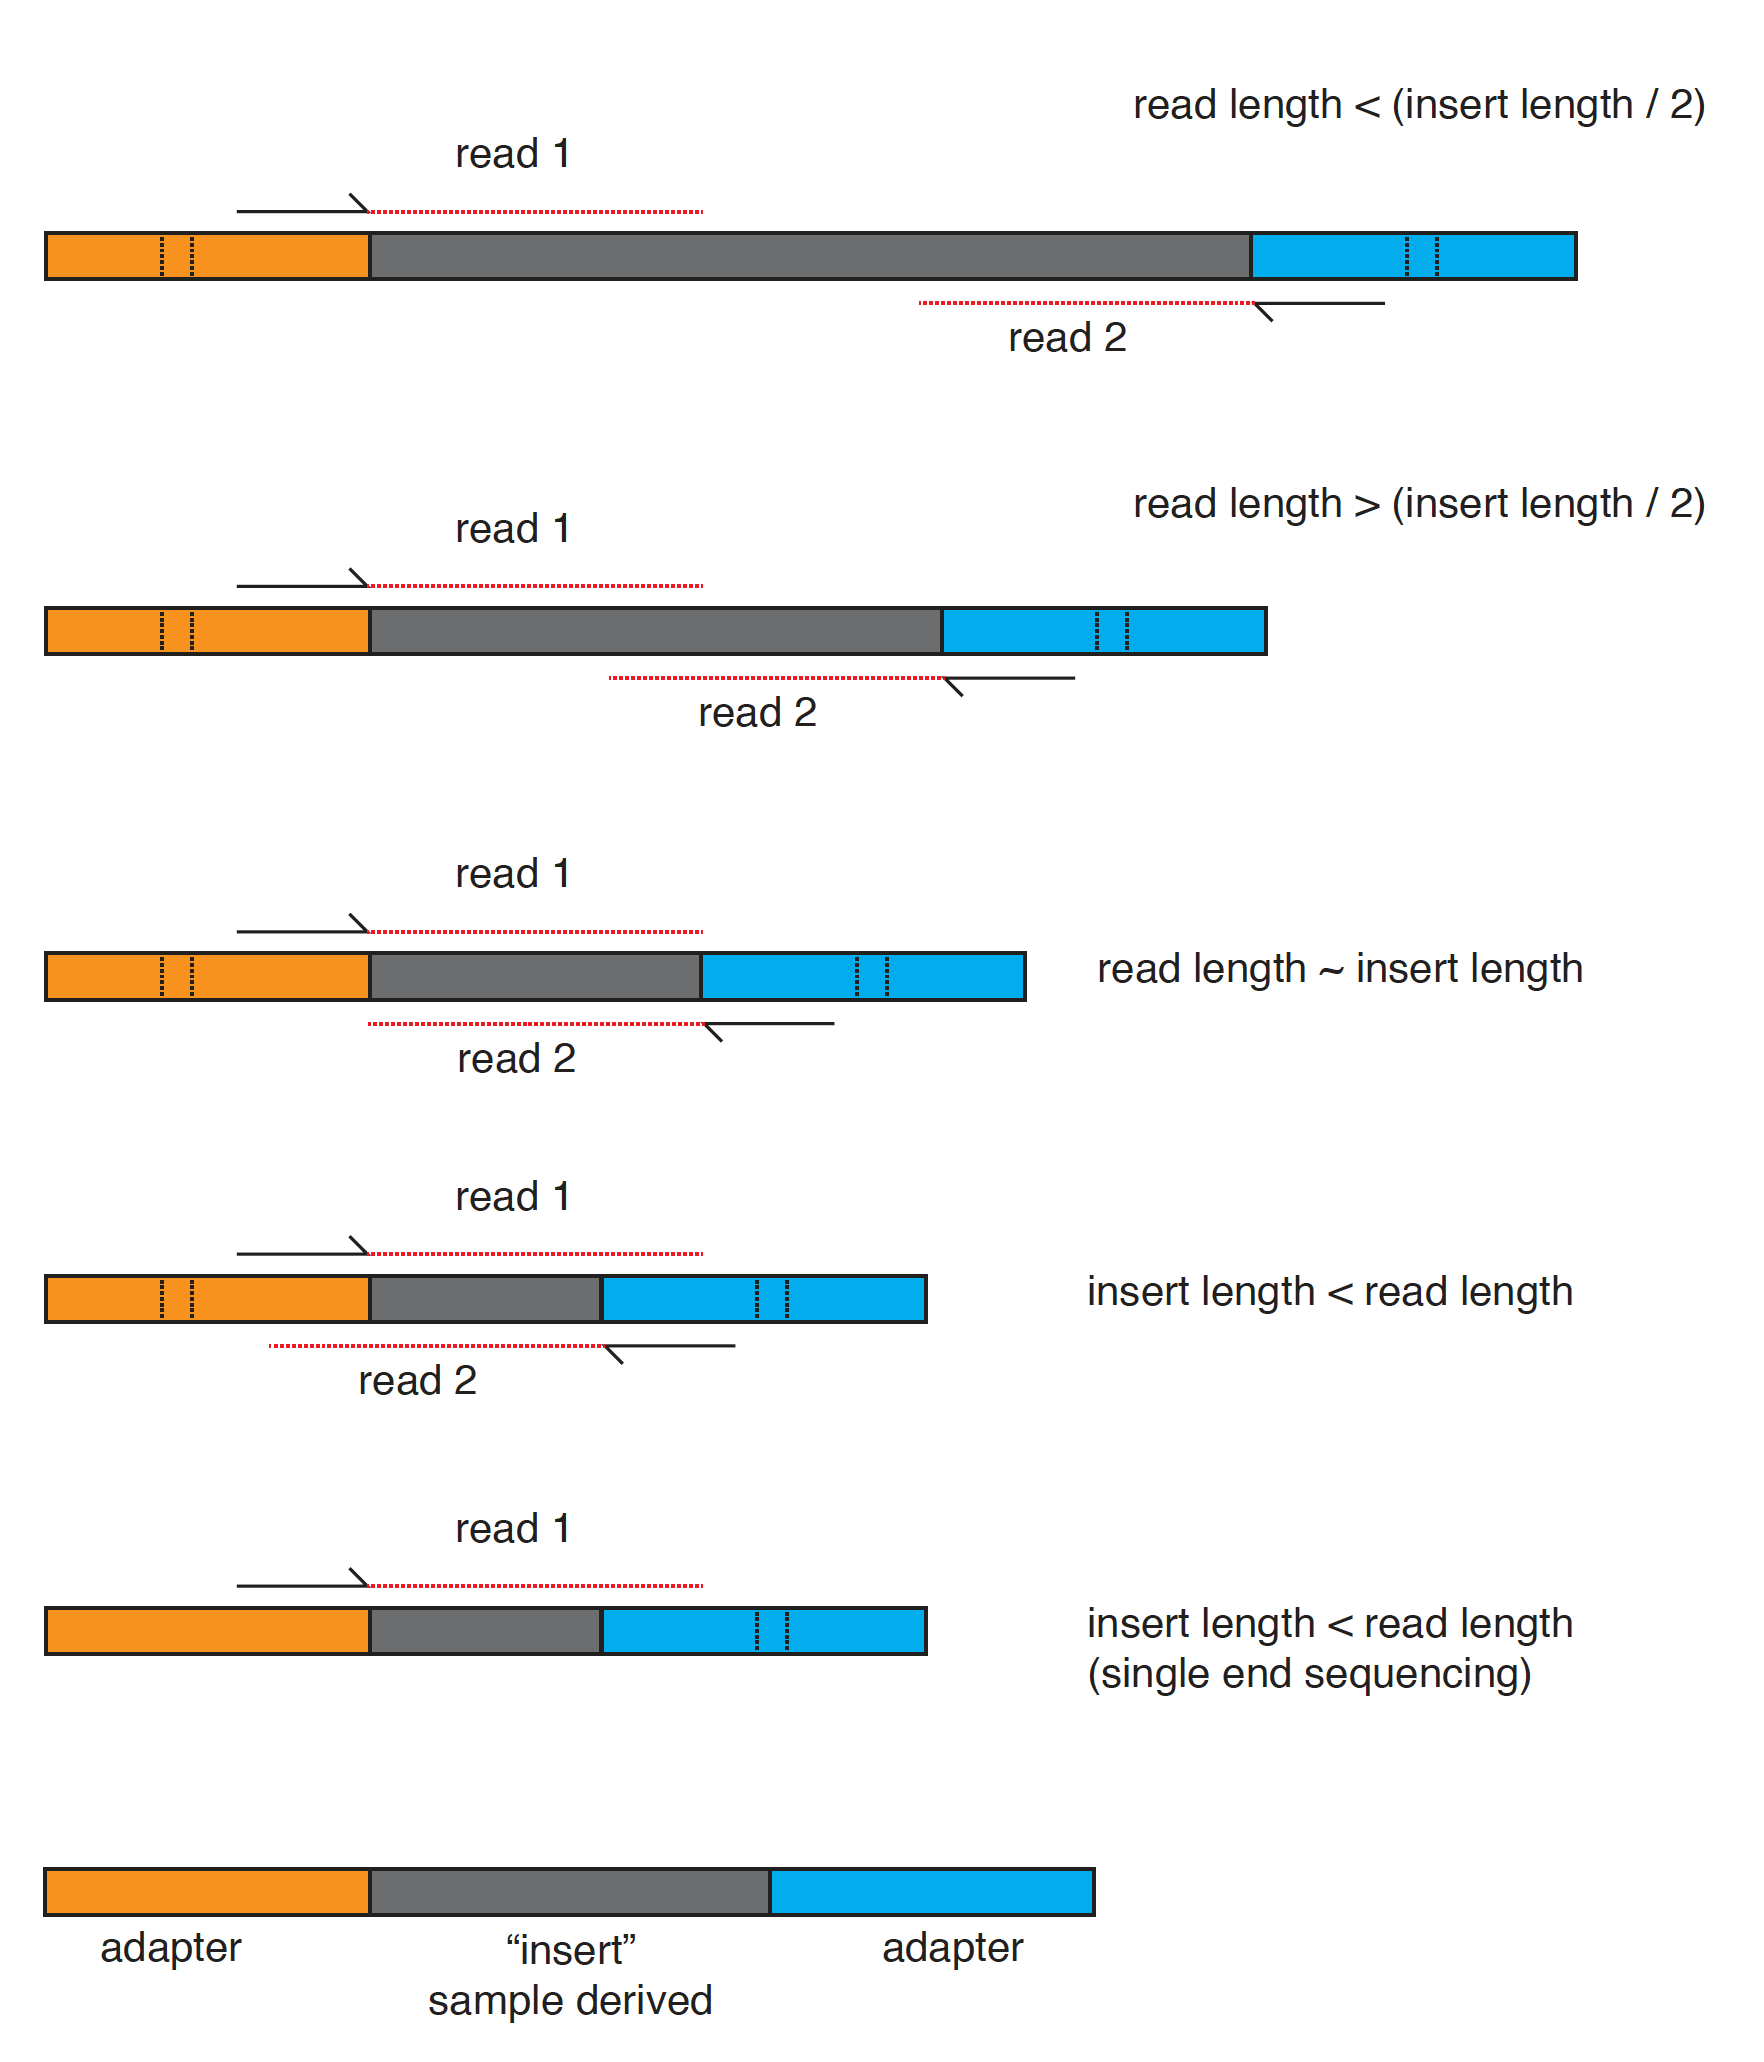 read length < (insert length / 2)
read 1
read 2
read length > (insert length / 2)
read 1
read 2
read 1
read length ~ insert length
read 2
read 1
insert length < read length
read 2
read 1
insert length < read length
(single end sequencing)
adapter
“insert”
sample derived
adapter